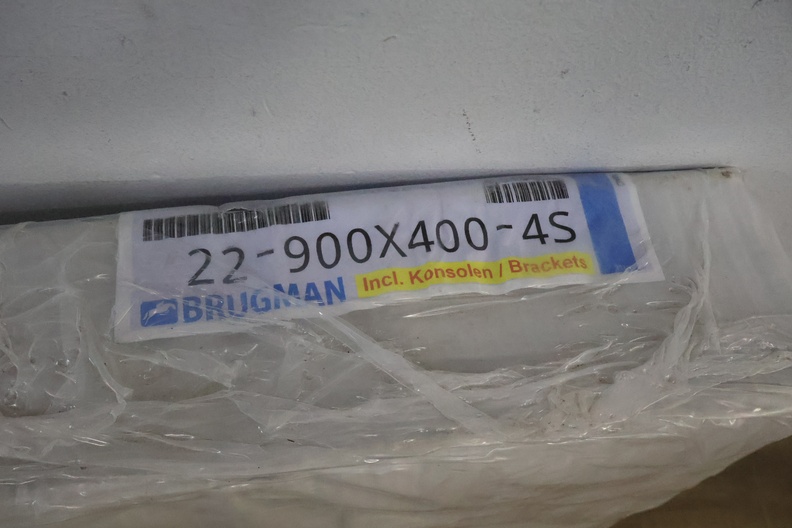 22-900X400-4S
BRUGMAN Incl. Konsolen / Brackets